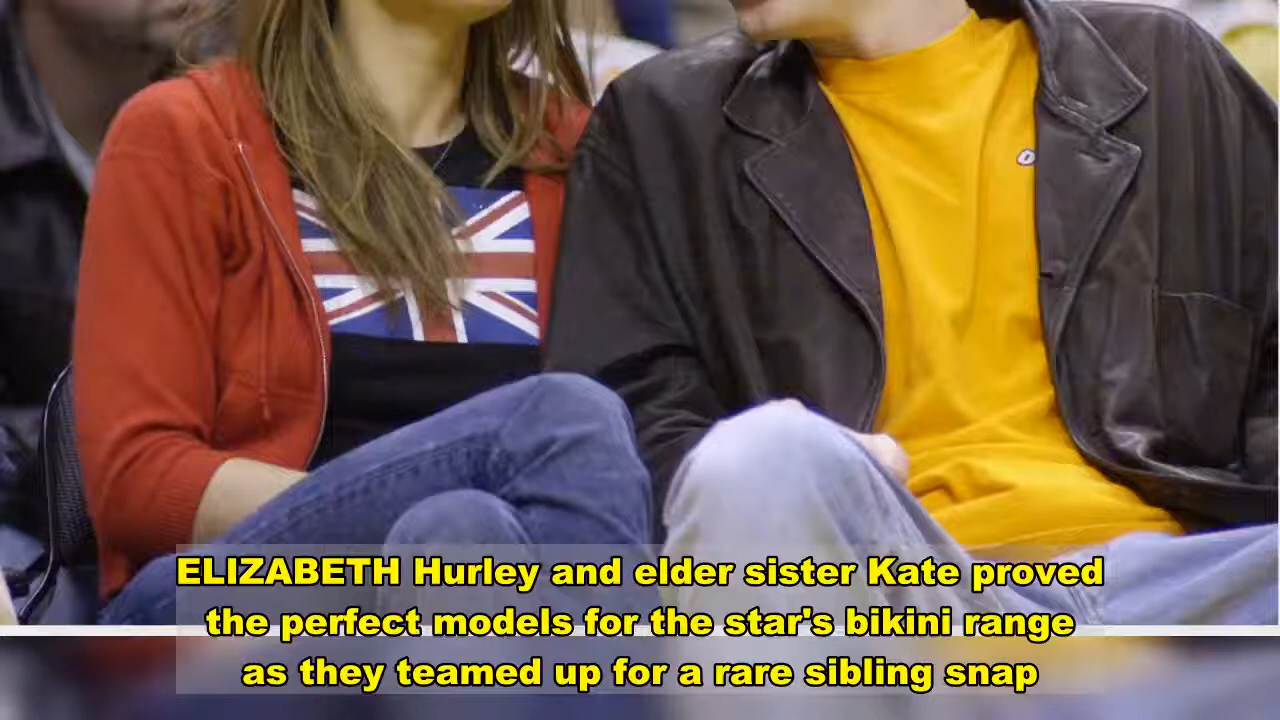 ELIZABETH Hurley and elder sister Kate proved
the perfect models for the star's bikini range
as they teamed up for a rare sibling snap